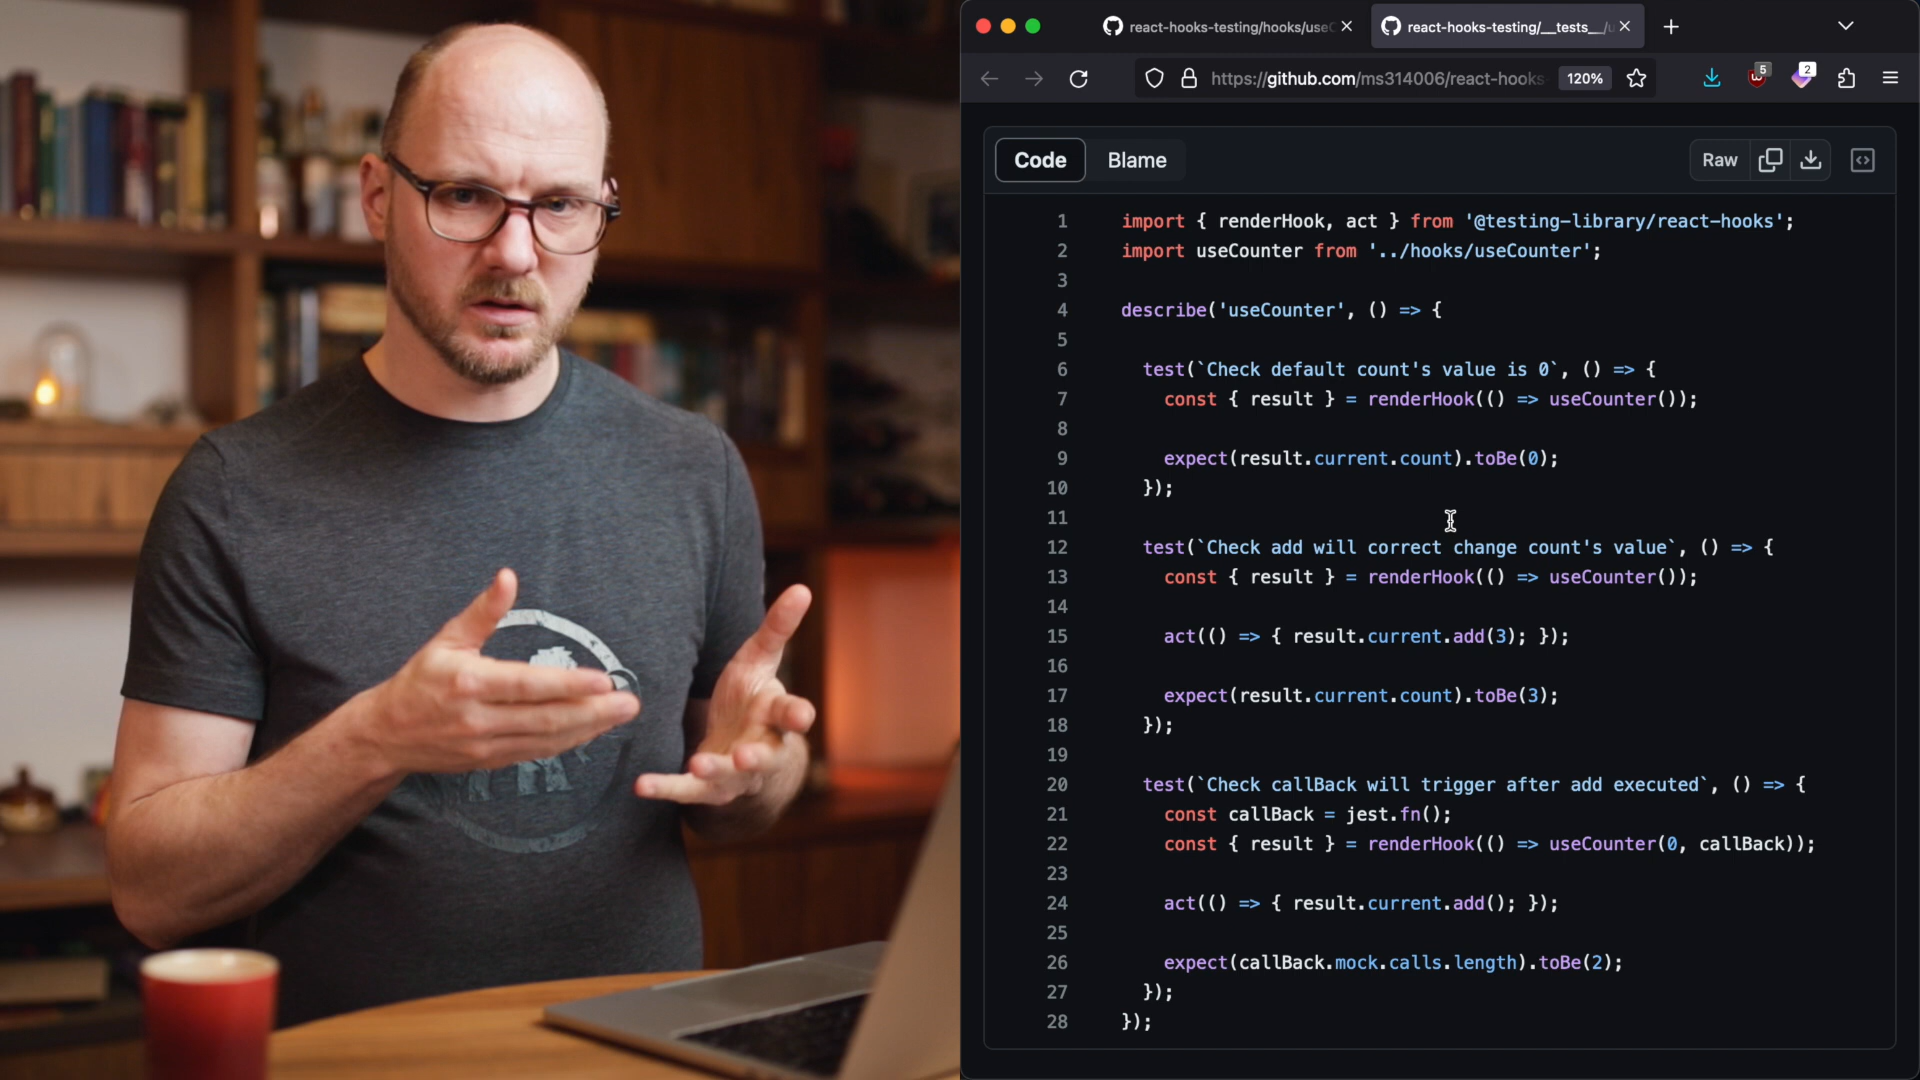 react-hooks-testing/hooks/useC
react-hooks-testing/__tests__/u
https://github.com/ms314006/react-hooks-
120%
5
2
Code
Blame
Raw
1 import { renderHook, act } from '@testing-library/react-hooks';
2 import useCounter from '../hooks/useCounter';
3
4 describe('useCounter', () => {
5
6 test(`Check default count's value is 0`, () => {
7 const { result } = renderHook(() => useCounter());
8
9 expect(result.current.count).toBe(0);
10 });
11
12 test(`Check add will correct change count's value`, () => {
13 const { result } = renderHook(() => useCounter());
14
15 act(() => { result.current.add(3); });
16
17 expect(result.current.count).toBe(3);
18 });
19
20 test(`Check callBack will trigger after add executed`, () => {
21 const callBack = jest.fn();
22 const { result } = renderHook(() => useCounter(0, callBack));
23
24 act(() => { result.current.add(); });
25
26 expect(callBack.mock.calls.length).toBe(2);
27 });
28 });